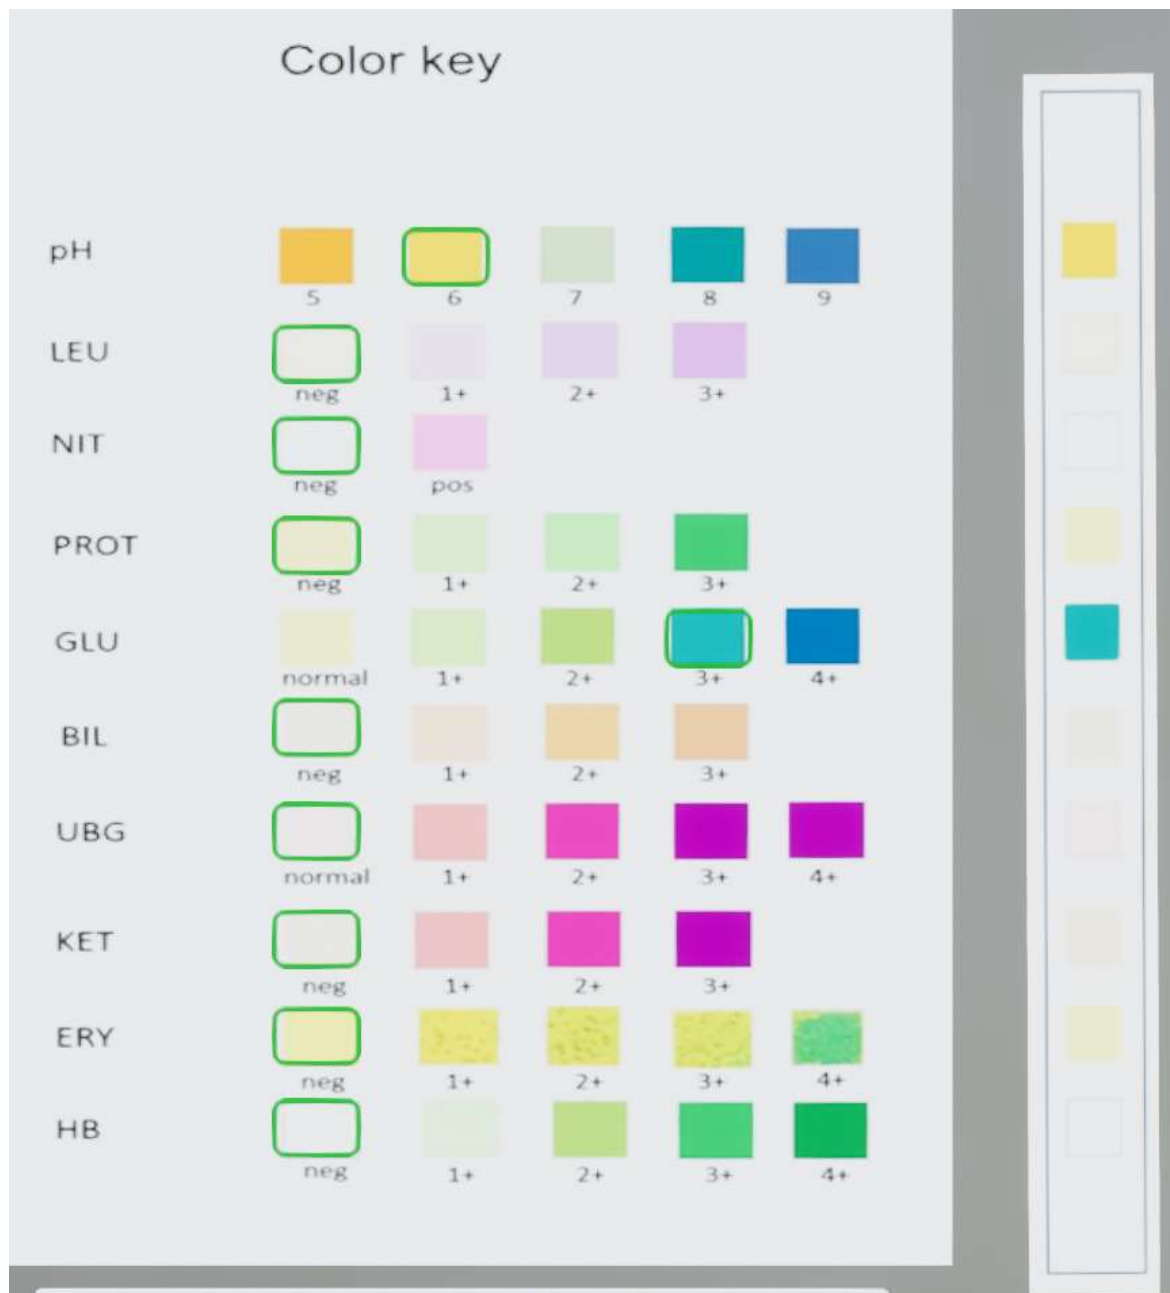 Color key
pH
5 6 7 8 9
LEU
neg 1+ 2+ 3+
NIT
neg pos
PROT
neg 1+ 2+ 3+
GLU
normal 1+ 2+ 3+ 4+
BIL
neg 1+ 2+ 3+
UBG
normal 1+ 2+ 3+ 4+
KET
neg 1+ 2+ 3+
ERY
neg 1+ 2+ 3+ 4+
HB
neg 1+ 2+ 3+ 4+